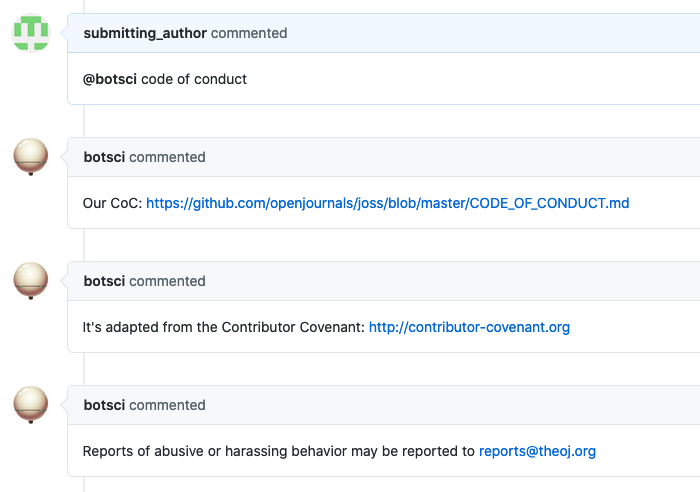 submitting_author commented
@botsci code of conduct
botsci commented
Our CoC: https://github.com/openjournals/joss/blob/master/CODE_OF_CONDUCT.md
botsci commented
It's adapted from the Contributor Covenant: http://contributor-covenant.org
botsci commented
Reports of abusive or harassing behavior may be reported to reports@theoj.org